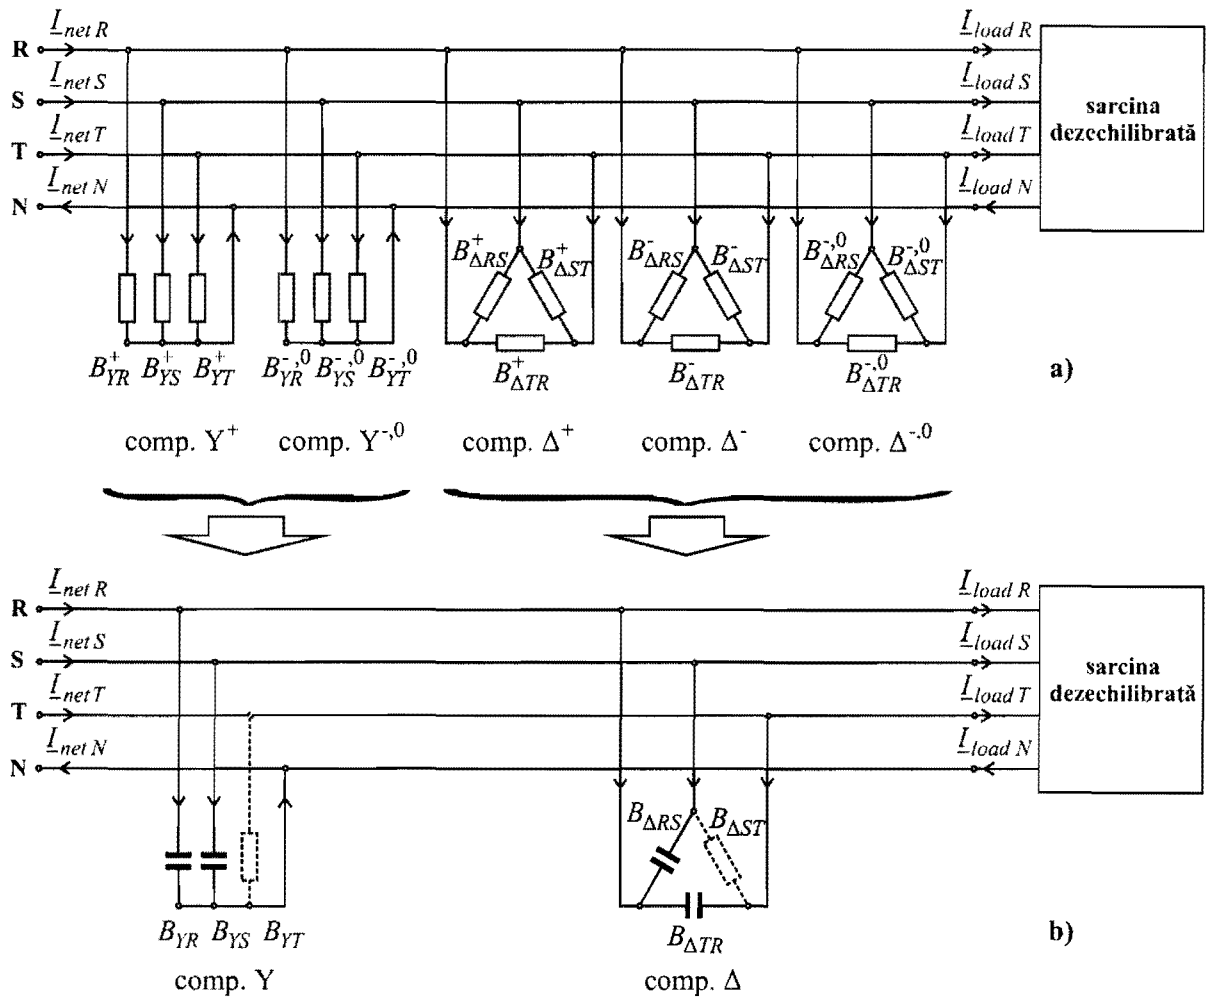 I_net R
I_load R
R
I_net S
I_load S
S
sarcina
dezechilibrată
I_net T
I_load T
T
I_net N
I_load N
N
B⁺ΔRS
B⁺ΔST
B⁻ΔRS
B⁻ΔST
B⁻,⁰ΔRS
B⁻,⁰ΔST
B⁺YR
B⁺YS
B⁺YT
B⁻,⁰YR
B⁻,⁰YS
B⁻,⁰YT
B⁺ΔTR
B⁻ΔTR
B⁻,⁰ΔTR
a)
comp. Y⁺
comp. Y⁻,⁰
comp. Δ⁺
comp. Δ⁻
comp. Δ⁻,⁰
I_net R
I_load R
R
I_net S
I_load S
S
sarcina
dezechilibrată
I_net T
I_load T
T
I_net N
I_load N
N
BΔRS
BΔST
BYR
BYS
BYT
BΔTR
b)
comp. Y
comp. Δ